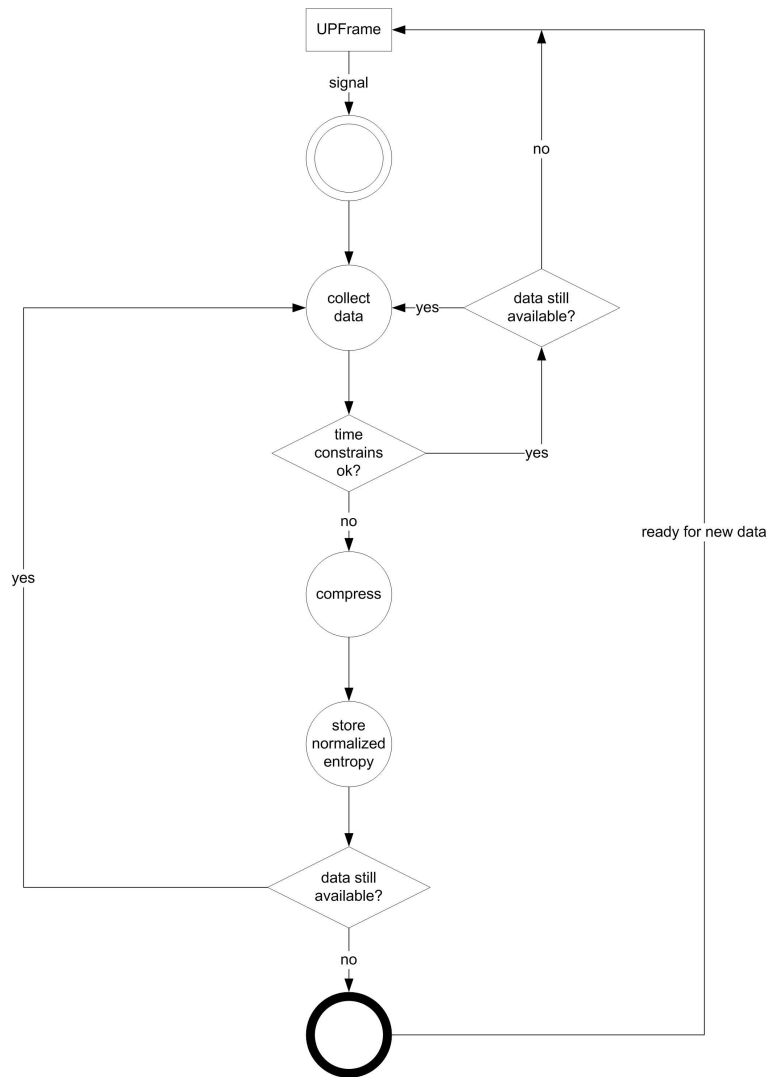 UPFrame
signal
no
collect
data
yes
data still
available?
time
constrains
ok?
yes
no
ready for new data
yes
compress
store
normalized
entropy
data still
available?
no